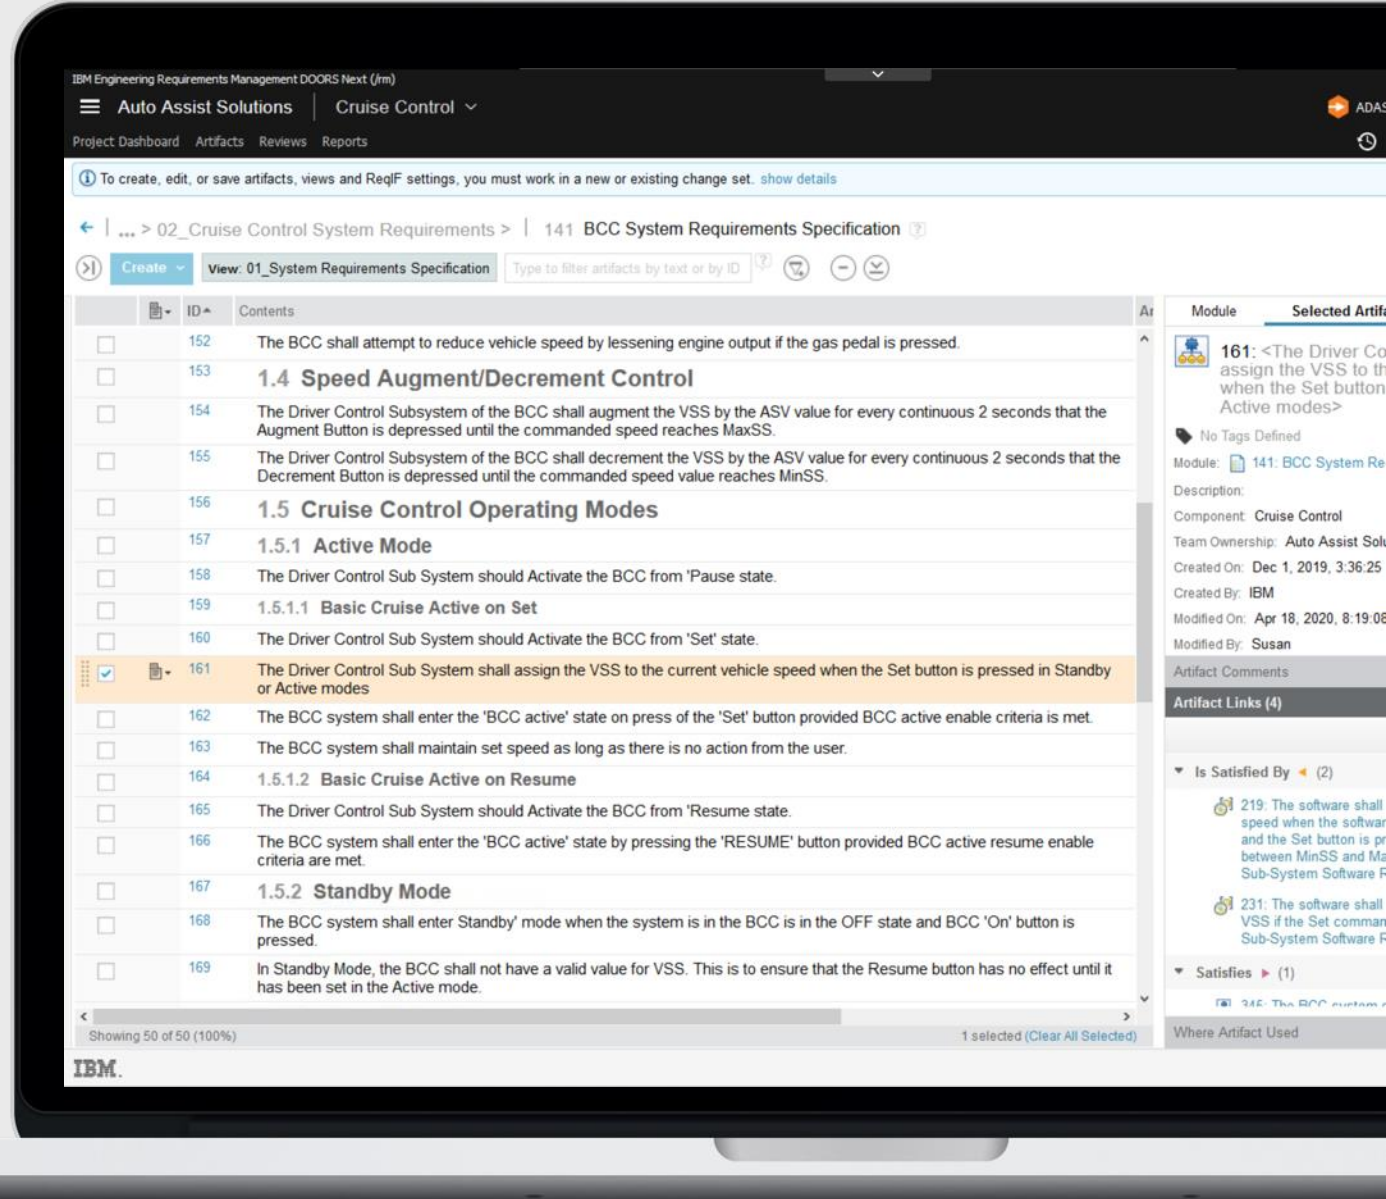 IBM Engineering Requirements Management DOORS Next (/rm)
Auto Assist Solutions
Cruise Control
ADAS
Project Dashboard Artifacts Reviews Reports
To create, edit, or save artifacts, views and ReqIF settings, you must work in a new or existing change set. show details
... > 02_Cruise Control System Requirements > 141 BCC System Requirements Specification
Create
View: 01_System Requirements Specification
Type to filter artifacts by text or by ID
ID Contents
152 The BCC shall attempt to reduce vehicle speed by lessening engine output if the gas pedal is pressed.
153 1.4 Speed Augment/Decrement Control
154 The Driver Control Subsystem of the BCC shall augment the VSS by the ASV value for every continuous 2 seconds that the
Augment Button is depressed until the commanded speed reaches MaxSS.
155 The Driver Control Subsystem of the BCC shall decrement the VSS by the ASV value for every continuous 2 seconds that the
Decrement Button is depressed until the commanded speed value reaches MinSS.
156 1.5 Cruise Control Operating Modes
157 1.5.1 Active Mode
158 The Driver Control Sub System should Activate the BCC from 'Pause state.
159 1.5.1.1 Basic Cruise Active on Set
160 The Driver Control Sub System should Activate the BCC from 'Set' state.
161 The Driver Control Sub System shall assign the VSS to the current vehicle speed when the Set button is pressed in Standby
or Active modes
162 The BCC system shall enter the 'BCC active' state on press of the 'Set' button provided BCC active enable criteria is met.
163 The BCC system shall maintain set speed as long as there is no action from the user.
164 1.5.1.2 Basic Cruise Active on Resume
165 The Driver Control Sub System should Activate the BCC from 'Resume state.
166 The BCC system shall enter the 'BCC active' state by pressing the 'RESUME' button provided BCC active resume enable
criteria are met.
167 1.5.2 Standby Mode
168 The BCC system shall enter Standby' mode when the system is in the BCC is in the OFF state and BCC 'On' button is
pressed.
169 In Standby Mode, the BCC shall not have a valid value for VSS. This is to ensure that the Resume button has no effect until it
has been set in the Active mode.
Showing 50 of 50 (100%)
1 selected (Clear All Selected)
IBM.
Module Selected Artifa
161: <The Driver Co
assign the VSS to th
when the Set button
Active modes>
No Tags Defined
Module: 141: BCC System Re
Description:
Component: Cruise Control
Team Ownership: Auto Assist Solu
Created On: Dec 1, 2019, 3:36:25
Created By: IBM
Modified On: Apr 18, 2020, 8:19:08
Modified By: Susan
Artifact Comments
Artifact Links (4)
Is Satisfied By (2)
219: The software shall
speed when the softwar
and the Set button is pr
between MinSS and Ma
Sub-System Software R
231: The software shall
VSS if the Set comman
Sub-System Software R
Satisfies (1)
345: The BCC system
Where Artifact Used